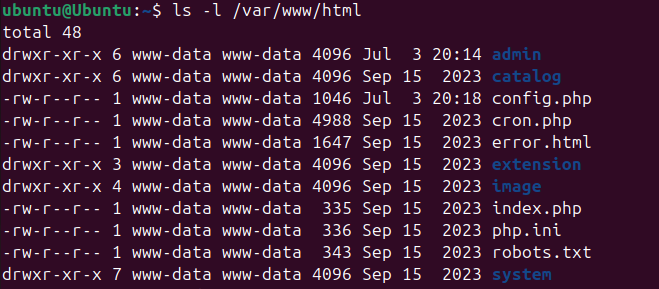 ubuntu@Ubuntu:~$ ls -l /var/www/html
total 48
drwxr-xr-x 6 www-data www-data 4096 Jul  3 20:14 admin
drwxr-xr-x 6 www-data www-data 4096 Sep 15  2023 catalog
-rw-r--r-- 1 www-data www-data 1046 Jul  3 20:18 config.php
-rw-r--r-- 1 www-data www-data 4988 Sep 15  2023 cron.php
-rw-r--r-- 1 www-data www-data 1647 Sep 15  2023 error.html
drwxr-xr-x 3 www-data www-data 4096 Sep 15  2023 extension
drwxr-xr-x 4 www-data www-data 4096 Sep 15  2023 image
-rw-r--r-- 1 www-data www-data  335 Sep 15  2023 index.php
-rw-r--r-- 1 www-data www-data  336 Sep 15  2023 php.ini
-rw-r--r-- 1 www-data www-data  343 Sep 15  2023 robots.txt
drwxr-xr-x 7 www-data www-data 4096 Sep 15  2023 system